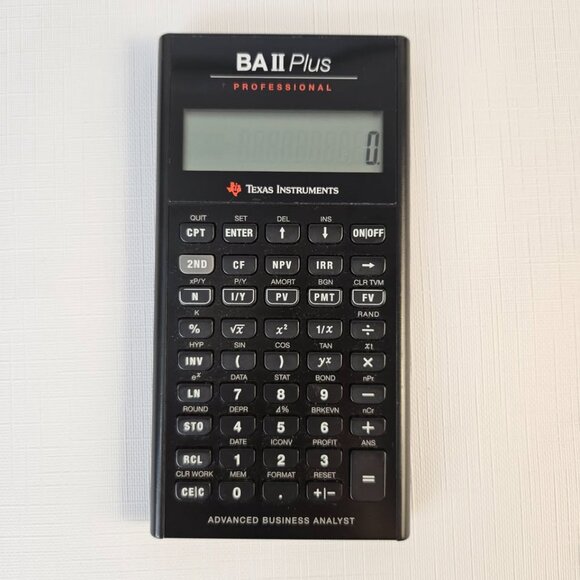 BA II Plus
PROFESSIONAL
0.
TEXAS INSTRUMENTS
QUIT SET DEL INS
CPT ENTER ↑ ↓ ON|OFF
2ND CF NPV IRR →
xP/Y P/Y AMORT BGN CLR TVM
N I/Y PV PMT FV
K RAND
% √x x² 1/x ÷
HYP SIN COS TAN x!
INV ( ) yˣ ×
eˣ DATA STAT BOND nPr
LN 7 8 9 −
ROUND DEPR Δ% BRKEVN nCr
STO 4 5 6 +
DATE ICONV PROFIT ANS
RCL 1 2 3 =
CLR WORK MEM FORMAT RESET
CE|C 0 . +|−
ADVANCED BUSINESS ANALYST